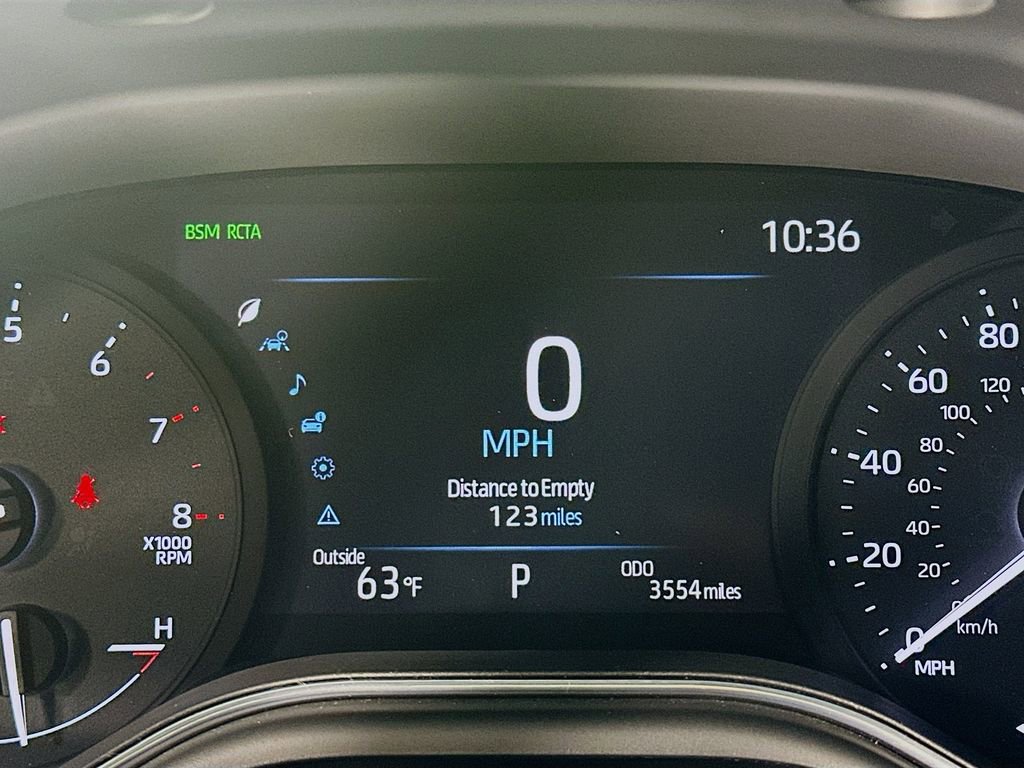 BSM RCTA
10:36
5
6
7
8
X1000
RPM
H
0
MPH
Distance to Empty
123 miles
Outside
63°F
P
ODO
3554 miles
80
60
40
20
0
MPH
120
100
80
60
40
20
km/h